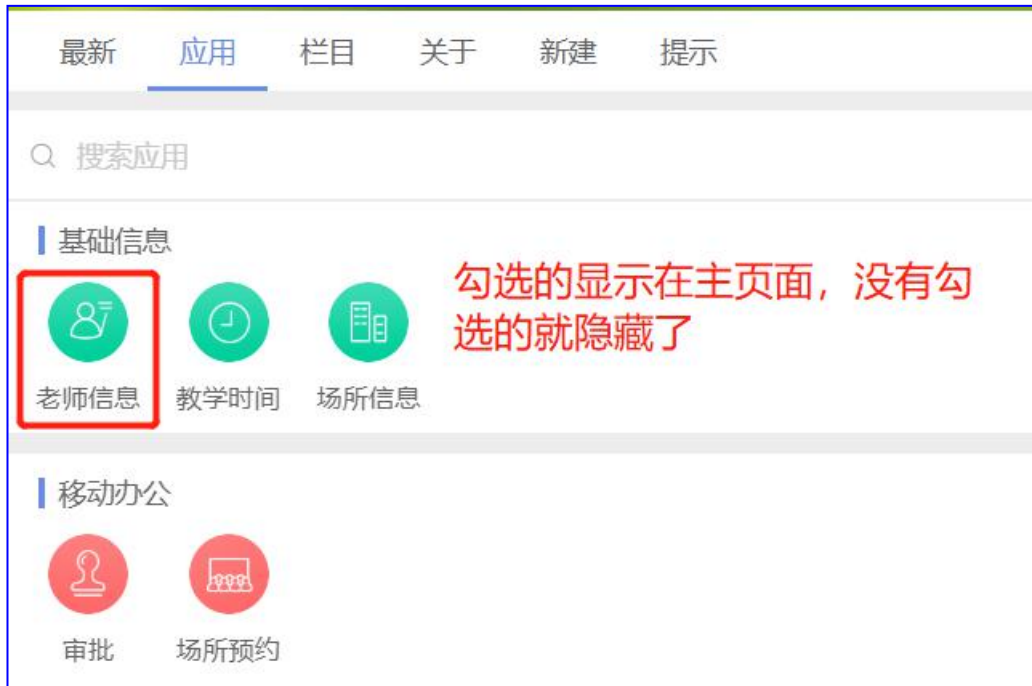 最新 应用 栏目 关于 新建 提示
搜索应用
基础信息
勾选的显示在主页面，没有勾
选的就隐藏了
老师信息 教学时间 场所信息
移动办公
审批 场所预约